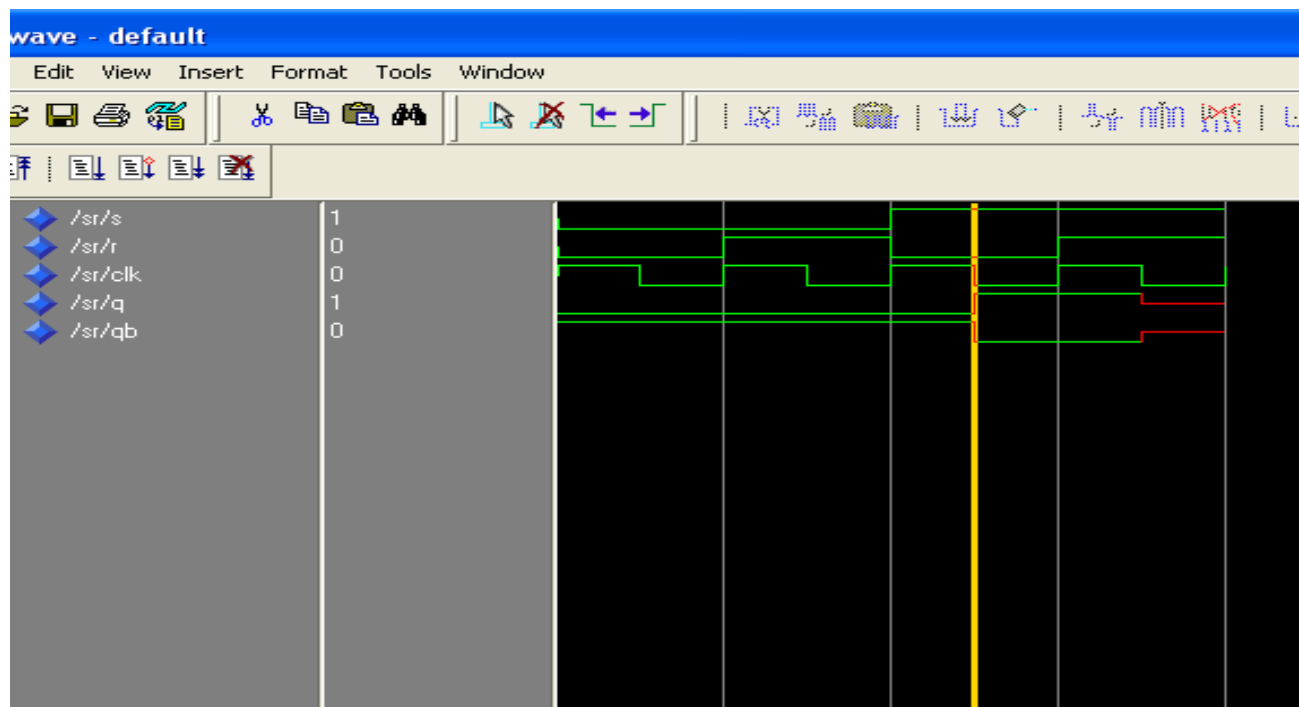 wave - default
Edit View Insert Format Tools Window
/sr/s 1
/sr/r 0
/sr/clk 0
/sr/q 1
/sr/qb 0